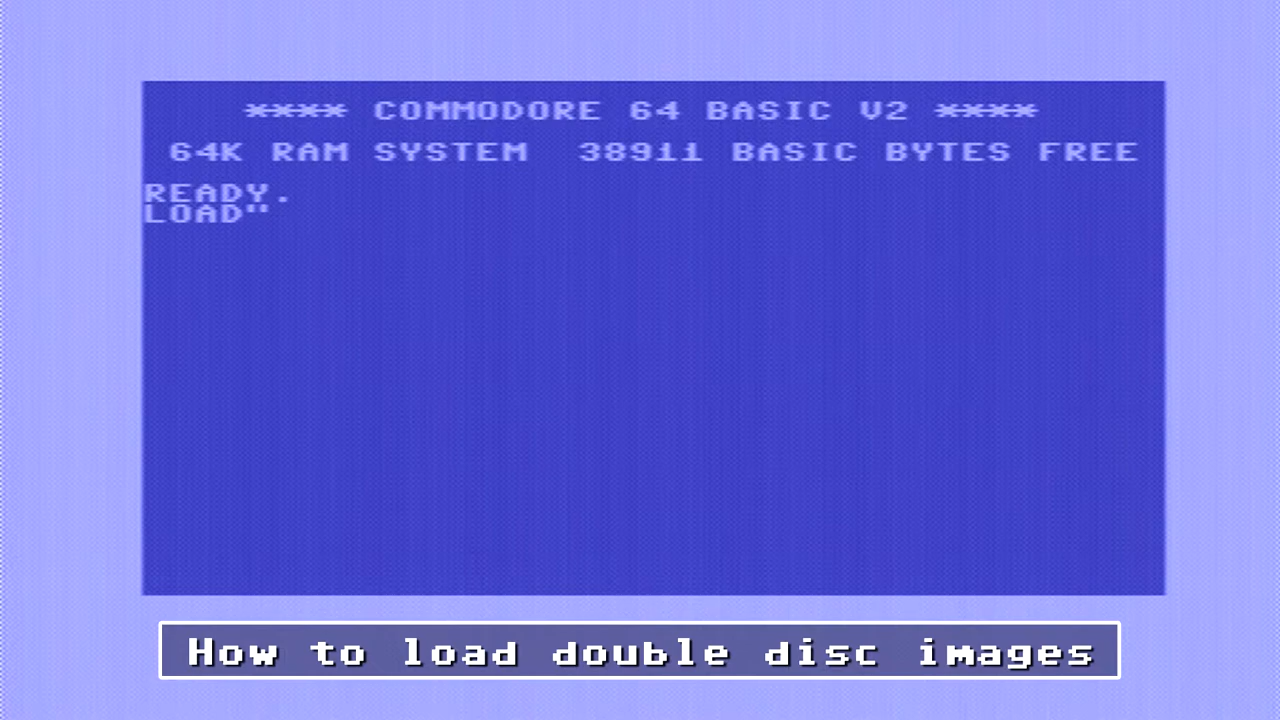 **** COMMODORE 64 BASIC V2 ****
64K RAM SYSTEM  38911 BASIC BYTES FREE
READY.
LOAD"
How to load double disc images